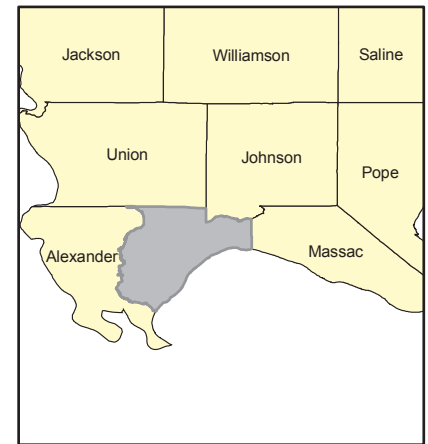 Jackson
Williamson
Saline
Union
Johnson
Pope
Alexander
Massac